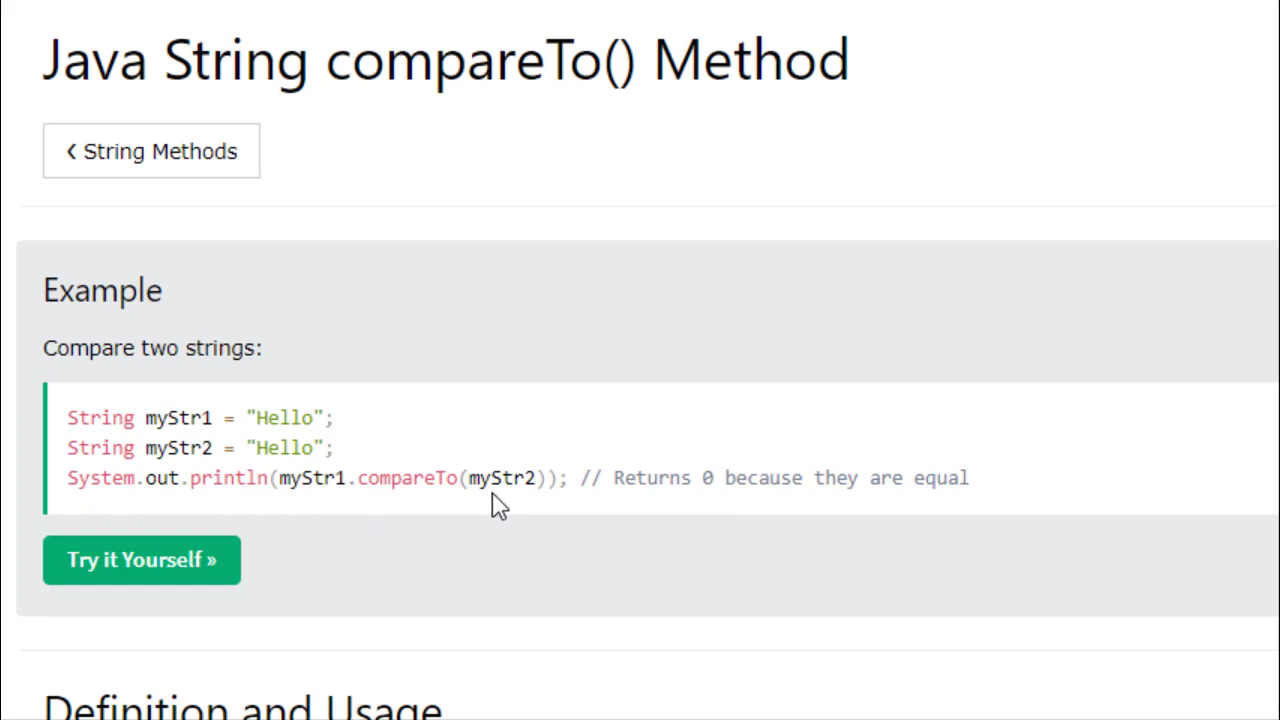 Java String compareTo() Method
❮ String Methods
Example
Compare two strings:
String myStr1 = "Hello";
String myStr2 = "Hello";
System.out.println(myStr1.compareTo(myStr2)); // Returns 0 because they are equal
Try it Yourself »
Definition and Usage